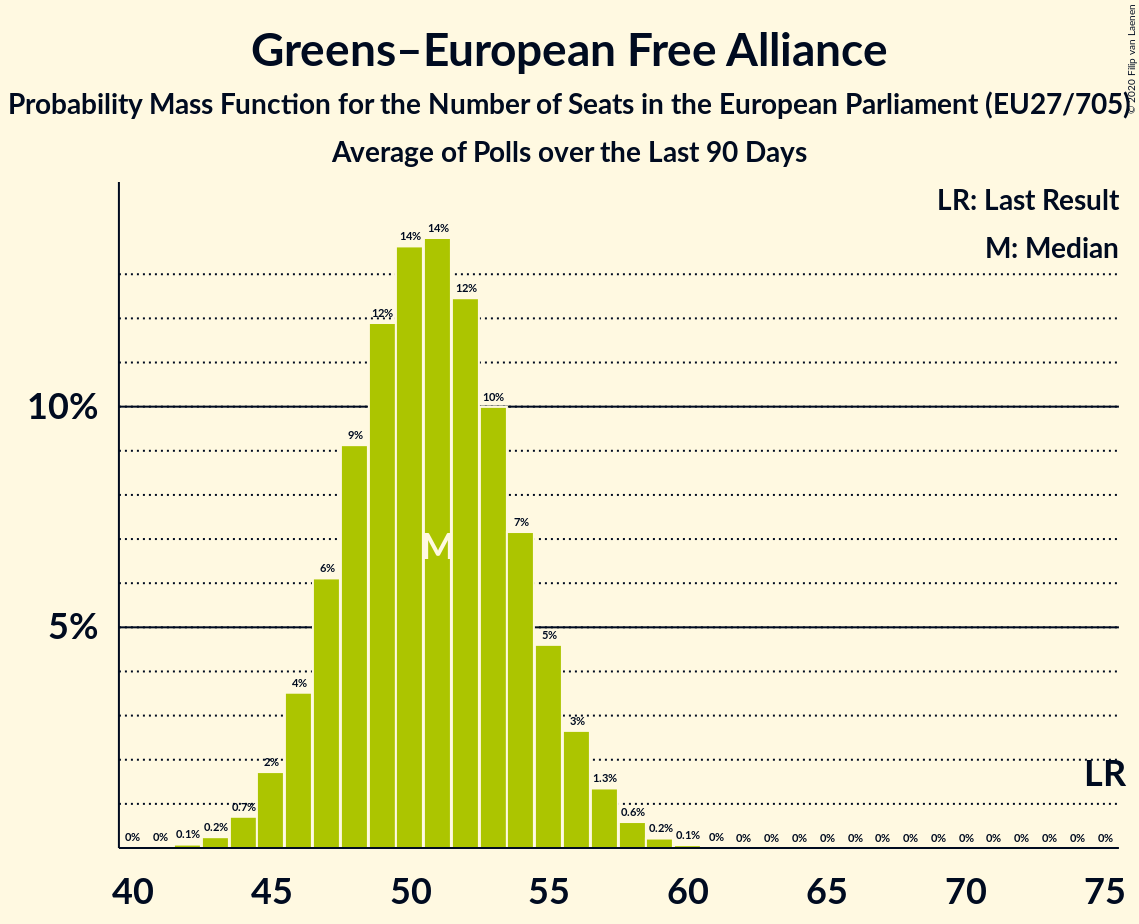 Greens–European Free Alliance
Probability Mass Function for the Number of Seats in the European Parliament (EU27/705)
Average of Polls over the Last 90 Days
© 2020 Filip van Laenen
LR: Last Result
M: Median
10%
5%
0% 0% 0.1% 0.2% 0.7% 2% 4% 6% 9% 12% 14% 14% 12% 10% 7% 5% 3% 1.3% 0.6% 0.2% 0.1% 0% 0% 0% 0% 0% 0% 0% 0% 0% 0% 0% 0% 0% 0% 0%
M
LR
40 45 50 55 60 65 70 75